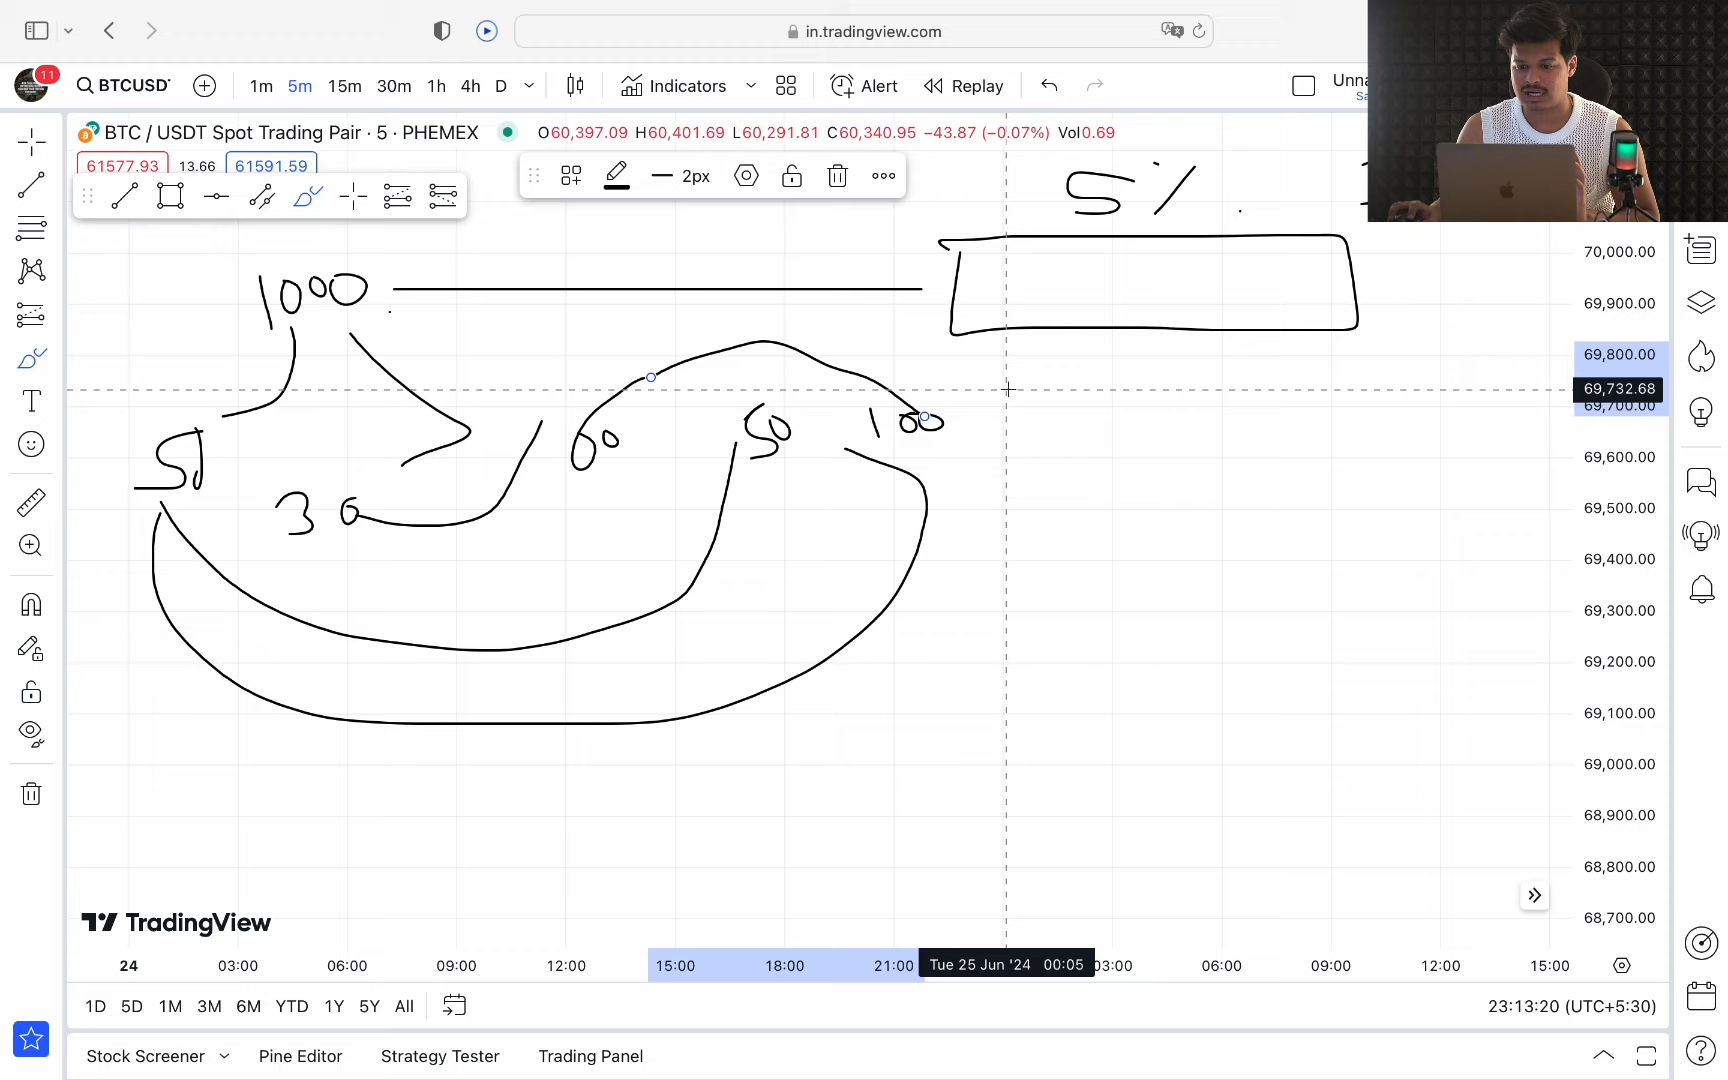 in.tradingview.com
11
BTCUSD
1m 5m 15m 30m 1h 4h D
Indicators
Alert
Replay
Unna
Sa
BTC / USDT Spot Trading Pair · 5 · PHEMEX
O60,397.09 H60,401.69 L60,291.81 C60,340.95 −43.87 (−0.07%) Vol0.69
61577.93 13.66 61591.59
2px
5%
1000
50
30
00
50
100
70,000.00
69,900.00
69,800.00
69,732.68
69,700.00
69,600.00
69,500.00
69,400.00
69,300.00
69,200.00
69,100.00
69,000.00
68,900.00
68,800.00
68,700.00
TradingView
24 03:00 06:00 09:00 12:00 15:00 18:00 21:00 Tue 25 Jun '24 00:05 03:00 06:00 09:00 12:00 15:00
1D 5D 1M 3M 6M YTD 1Y 5Y All
23:13:20 (UTC+5:30)
Stock Screener Pine Editor Strategy Tester Trading Panel